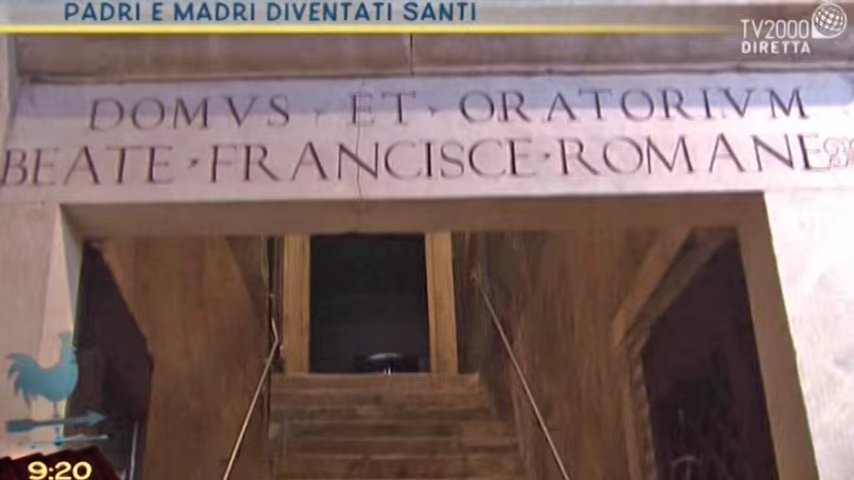 PADRI E MADRI DIVENTATI SANTI
TV2000
DIRETTA
DOMVS · ET · ORATORIVM
BEATE · FRANCISCE · ROMANE
9:20